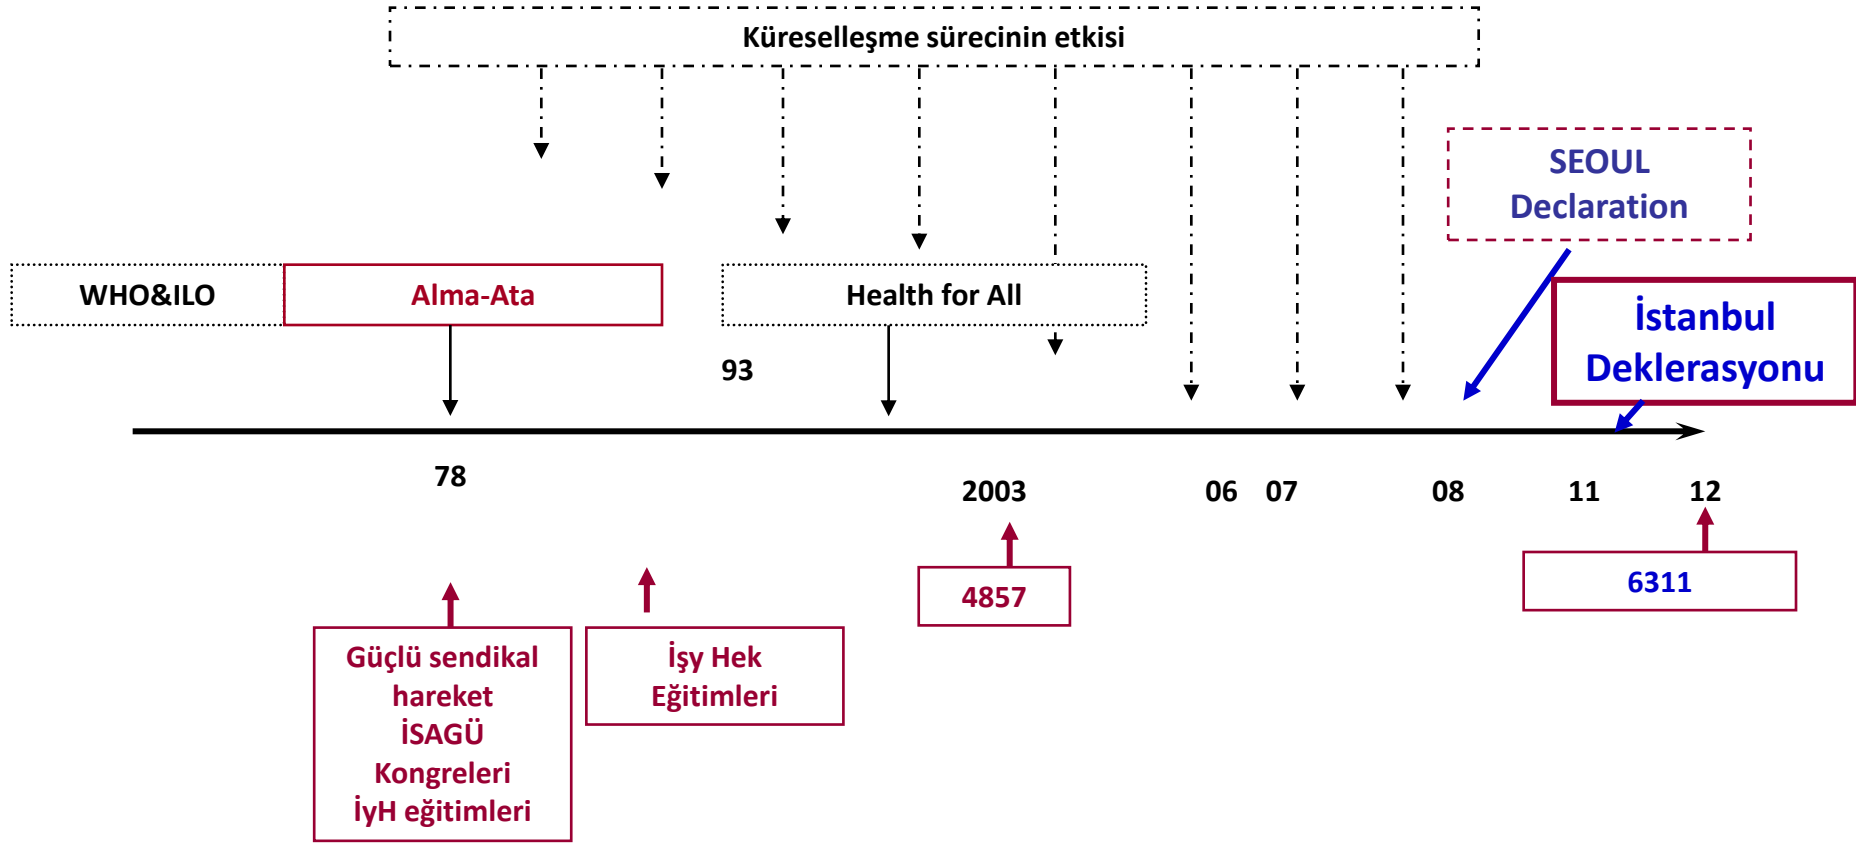 Küreselleşme sürecinin etkisi
SEOUL
Declaration
WHO&ILO
Alma-Ata
Health for All
İstanbul
Deklerasyonu
93
78
2003
06
07
08
11
12
4857
6311
Güçlü sendikal
hareket
İSAGÜ
Kongreleri
İyH eğitimleri
İşy Hek
Eğitimleri